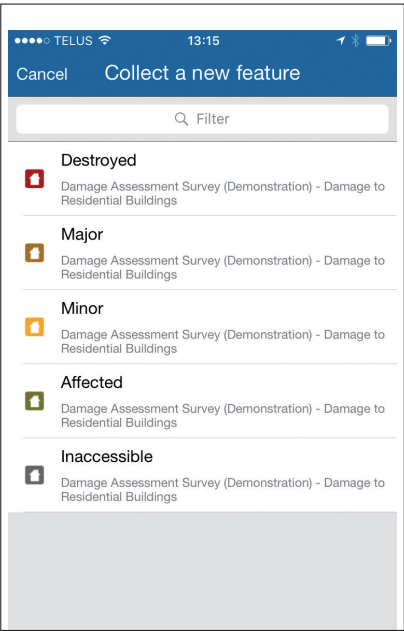 TELUS 13:15
Cancel Collect a new feature
Filter
Destroyed
Damage Assessment Survey (Demonstration) - Damage to
Residential Buildings
Major
Damage Assessment Survey (Demonstration) - Damage to
Residential Buildings
Minor
Damage Assessment Survey (Demonstration) - Damage to
Residential Buildings
Affected
Damage Assessment Survey (Demonstration) - Damage to
Residential Buildings
Inaccessible
Damage Assessment Survey (Demonstration) - Damage to
Residential Buildings